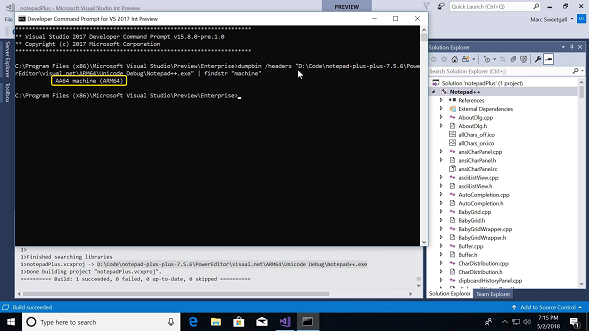 PREVIEW
Quick Launch (Ctrl+Q)
Marc Sweetgall
Developer Command Prompt for VS 2017 Int Preview
**********************************************************************
** Visual Studio 2017 Developer Command Prompt v15.8.0-pre.1.0
** Copyright (c) 2017 Microsoft Corporation
**********************************************************************
C:\Program Files (x86)\Microsoft Visual Studio\Preview\Enterprise>dumpbin /headers "D:\Code\notepad-plus-plus-7.5.6\Pow
erEditor\visual.net\ARM64\Unicode Debug\Notepad++.exe" | findstr "machine"
AA64 machine (ARM64)
C:\Program Files (x86)\Microsoft Visual Studio\Preview\Enterprise>_
Server Explorer
Toolbox
Solution Explorer
Search Solution Explorer (Ctrl+;)
Solution 'notepadPlus' (1 project)
Notepad++
References
External Dependencies
AboutDlg.cpp
AboutDlg.h
allChars_off.ico
allChars_on.ico
ansiCharPanel.cpp
ansiCharPanel.h
ansiCharPanel.rc
asciiListView.cpp
asciiListView.h
AutoCompletion.cpp
AutoCompletion.h
BabyGrid.cpp
BabyGrid.h
BabyGridWrapper.cpp
BabyGridWrapper.h
Buffer.cpp
Buffer.h
CharDistribution.cpp
CharDistribution.h
clipboardHistoryPanel.cpp
Solution Explorer
Team Explorer
1>
1>Finished searching libraries
1>notepadPlus.vcxproj -> D:\Code\notepad-plus-plus-7.5.6\PowerEditor\visual.net\ARM64\Unicode Debug\Notepad++.exe
1>Done building project "notepadPlus.vcxproj".
========== Build: 1 succeeded, 0 failed, 0 up-to-date, 0 skipped ==========
Build succeeded
Add to Source Control
Type here to search
7:15 PM
5/2/2018